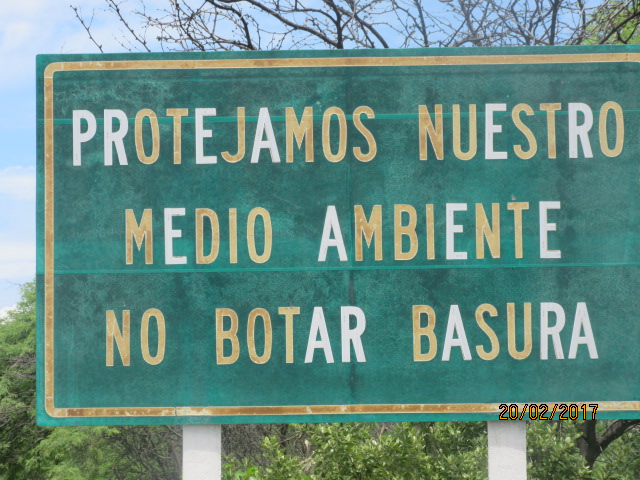 PROTEJAMOS NUESTRO
MEDIO AMBIENTE
NO BOTAR BASURA
20/02/2017